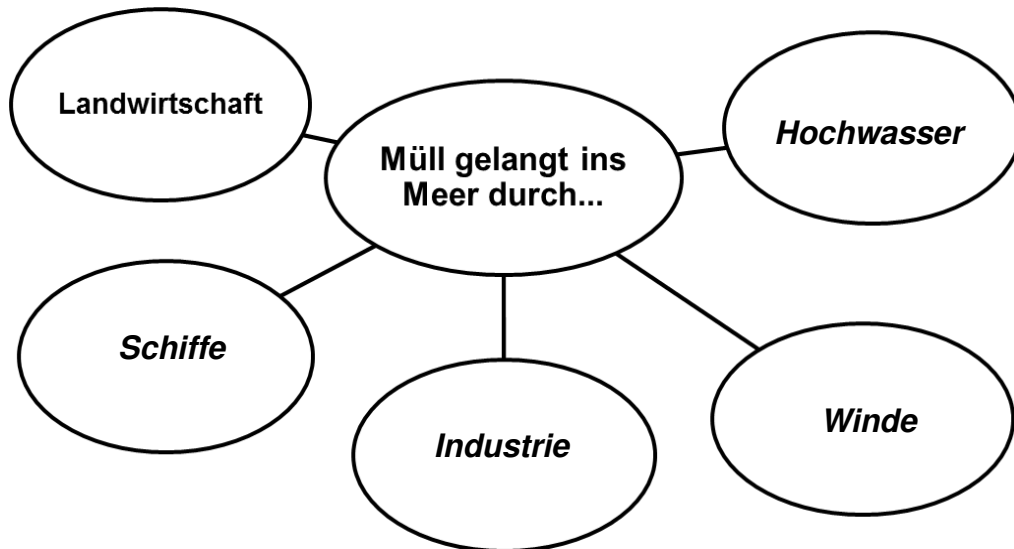 Landwirtschaft
Müll gelangt ins
Meer durch...
Hochwasser
Schiffe
Industrie
Winde